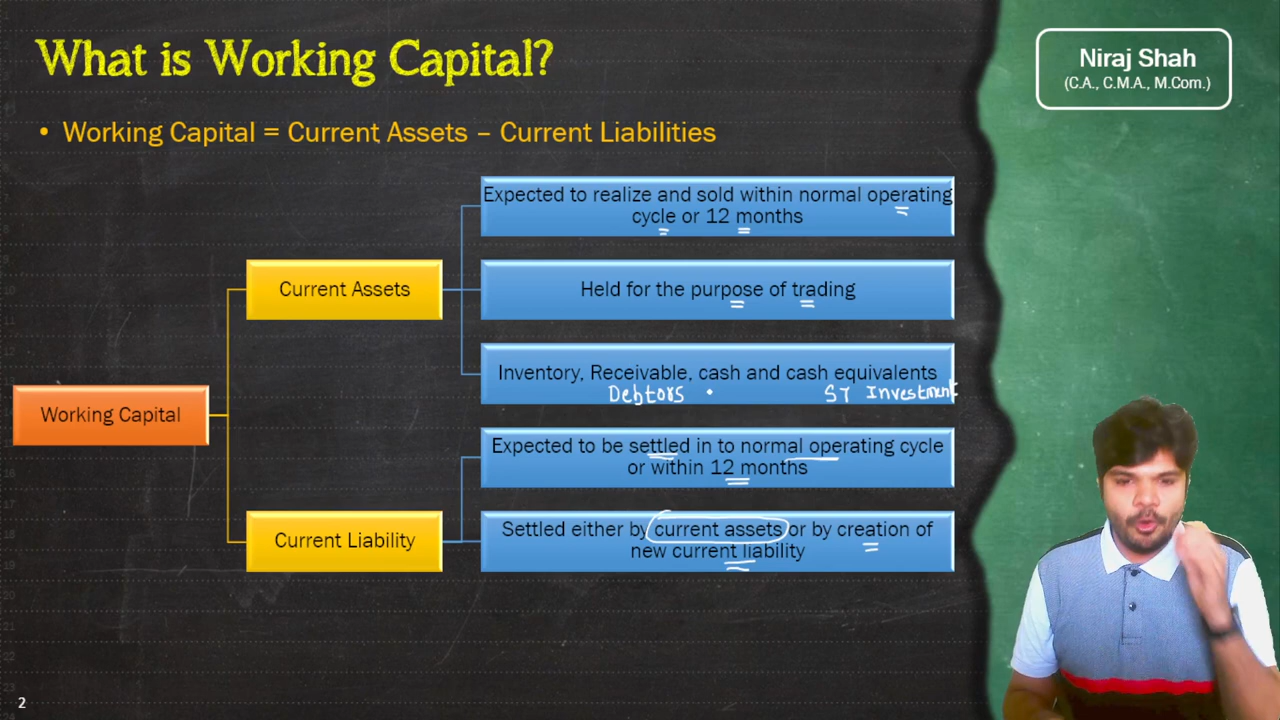 What is Working Capital?
• Working Capital = Current Assets – Current Liabilities
Niraj Shah
(C.A., C.M.A., M.Com.)
Working Capital
Current Assets
Expected to realize and sold within normal operating
cycle or 12 months
Held for the purpose of trading
Inventory, Receivable, cash and cash equivalents
Debtors
ST Investment
Current Liability
Expected to be settled in to normal operating cycle
or within 12 months
Settled either by current assets or by creation of
new current liability
2